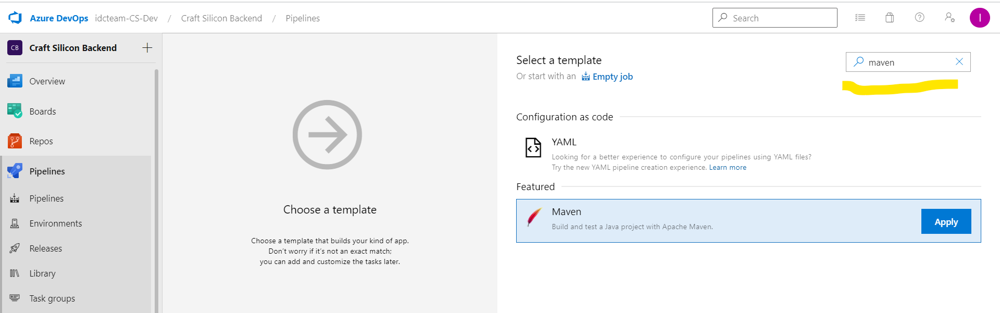 Azure DevOps idcteam-CS-Dev / Craft Silicon Backend / Pipelines
Search
I
CB Craft Silicon Backend
Overview
Boards
Repos
Pipelines
Pipelines
Environments
Releases
Library
Task groups
Choose a template
Choose a template that builds your kind of app.
Don't worry if it's not an exact match;
you can add and customize the tasks later.
Select a template
Or start with an Empty job
maven
Configuration as code
YAML
Looking for a better experience to configure your pipelines using YAML files?
Try the new YAML pipeline creation experience. Learn more
Featured
Maven
Build and test a Java project with Apache Maven.
Apply